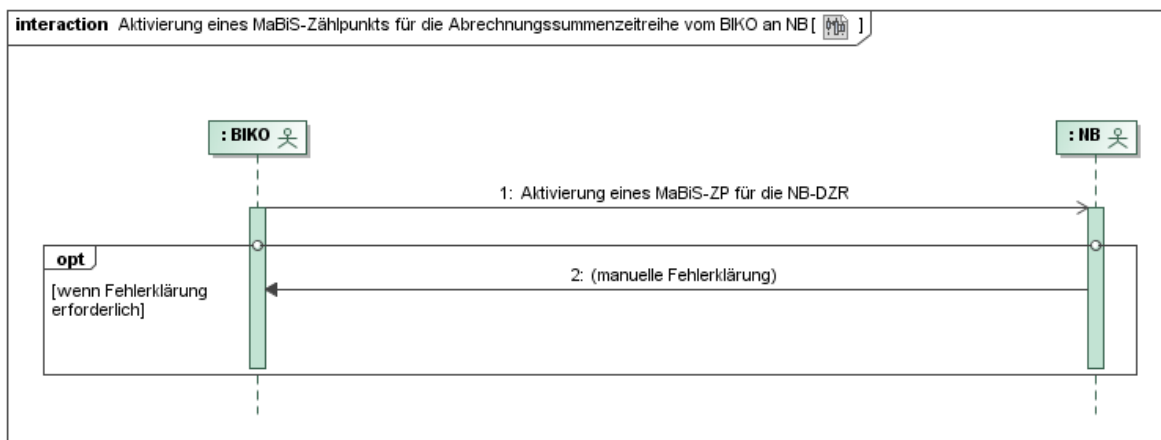 interaction Aktivierung eines MaBiS-Zählpunkts für die Abrechnungssummenzeitreihe vom BIKO an NB [ ]
: BIKO
: NB
1: Aktivierung eines MaBiS-ZP für die NB-DZR
opt
2: (manuelle Fehlerklärung)
[wenn Fehlerklärung
erforderlich]